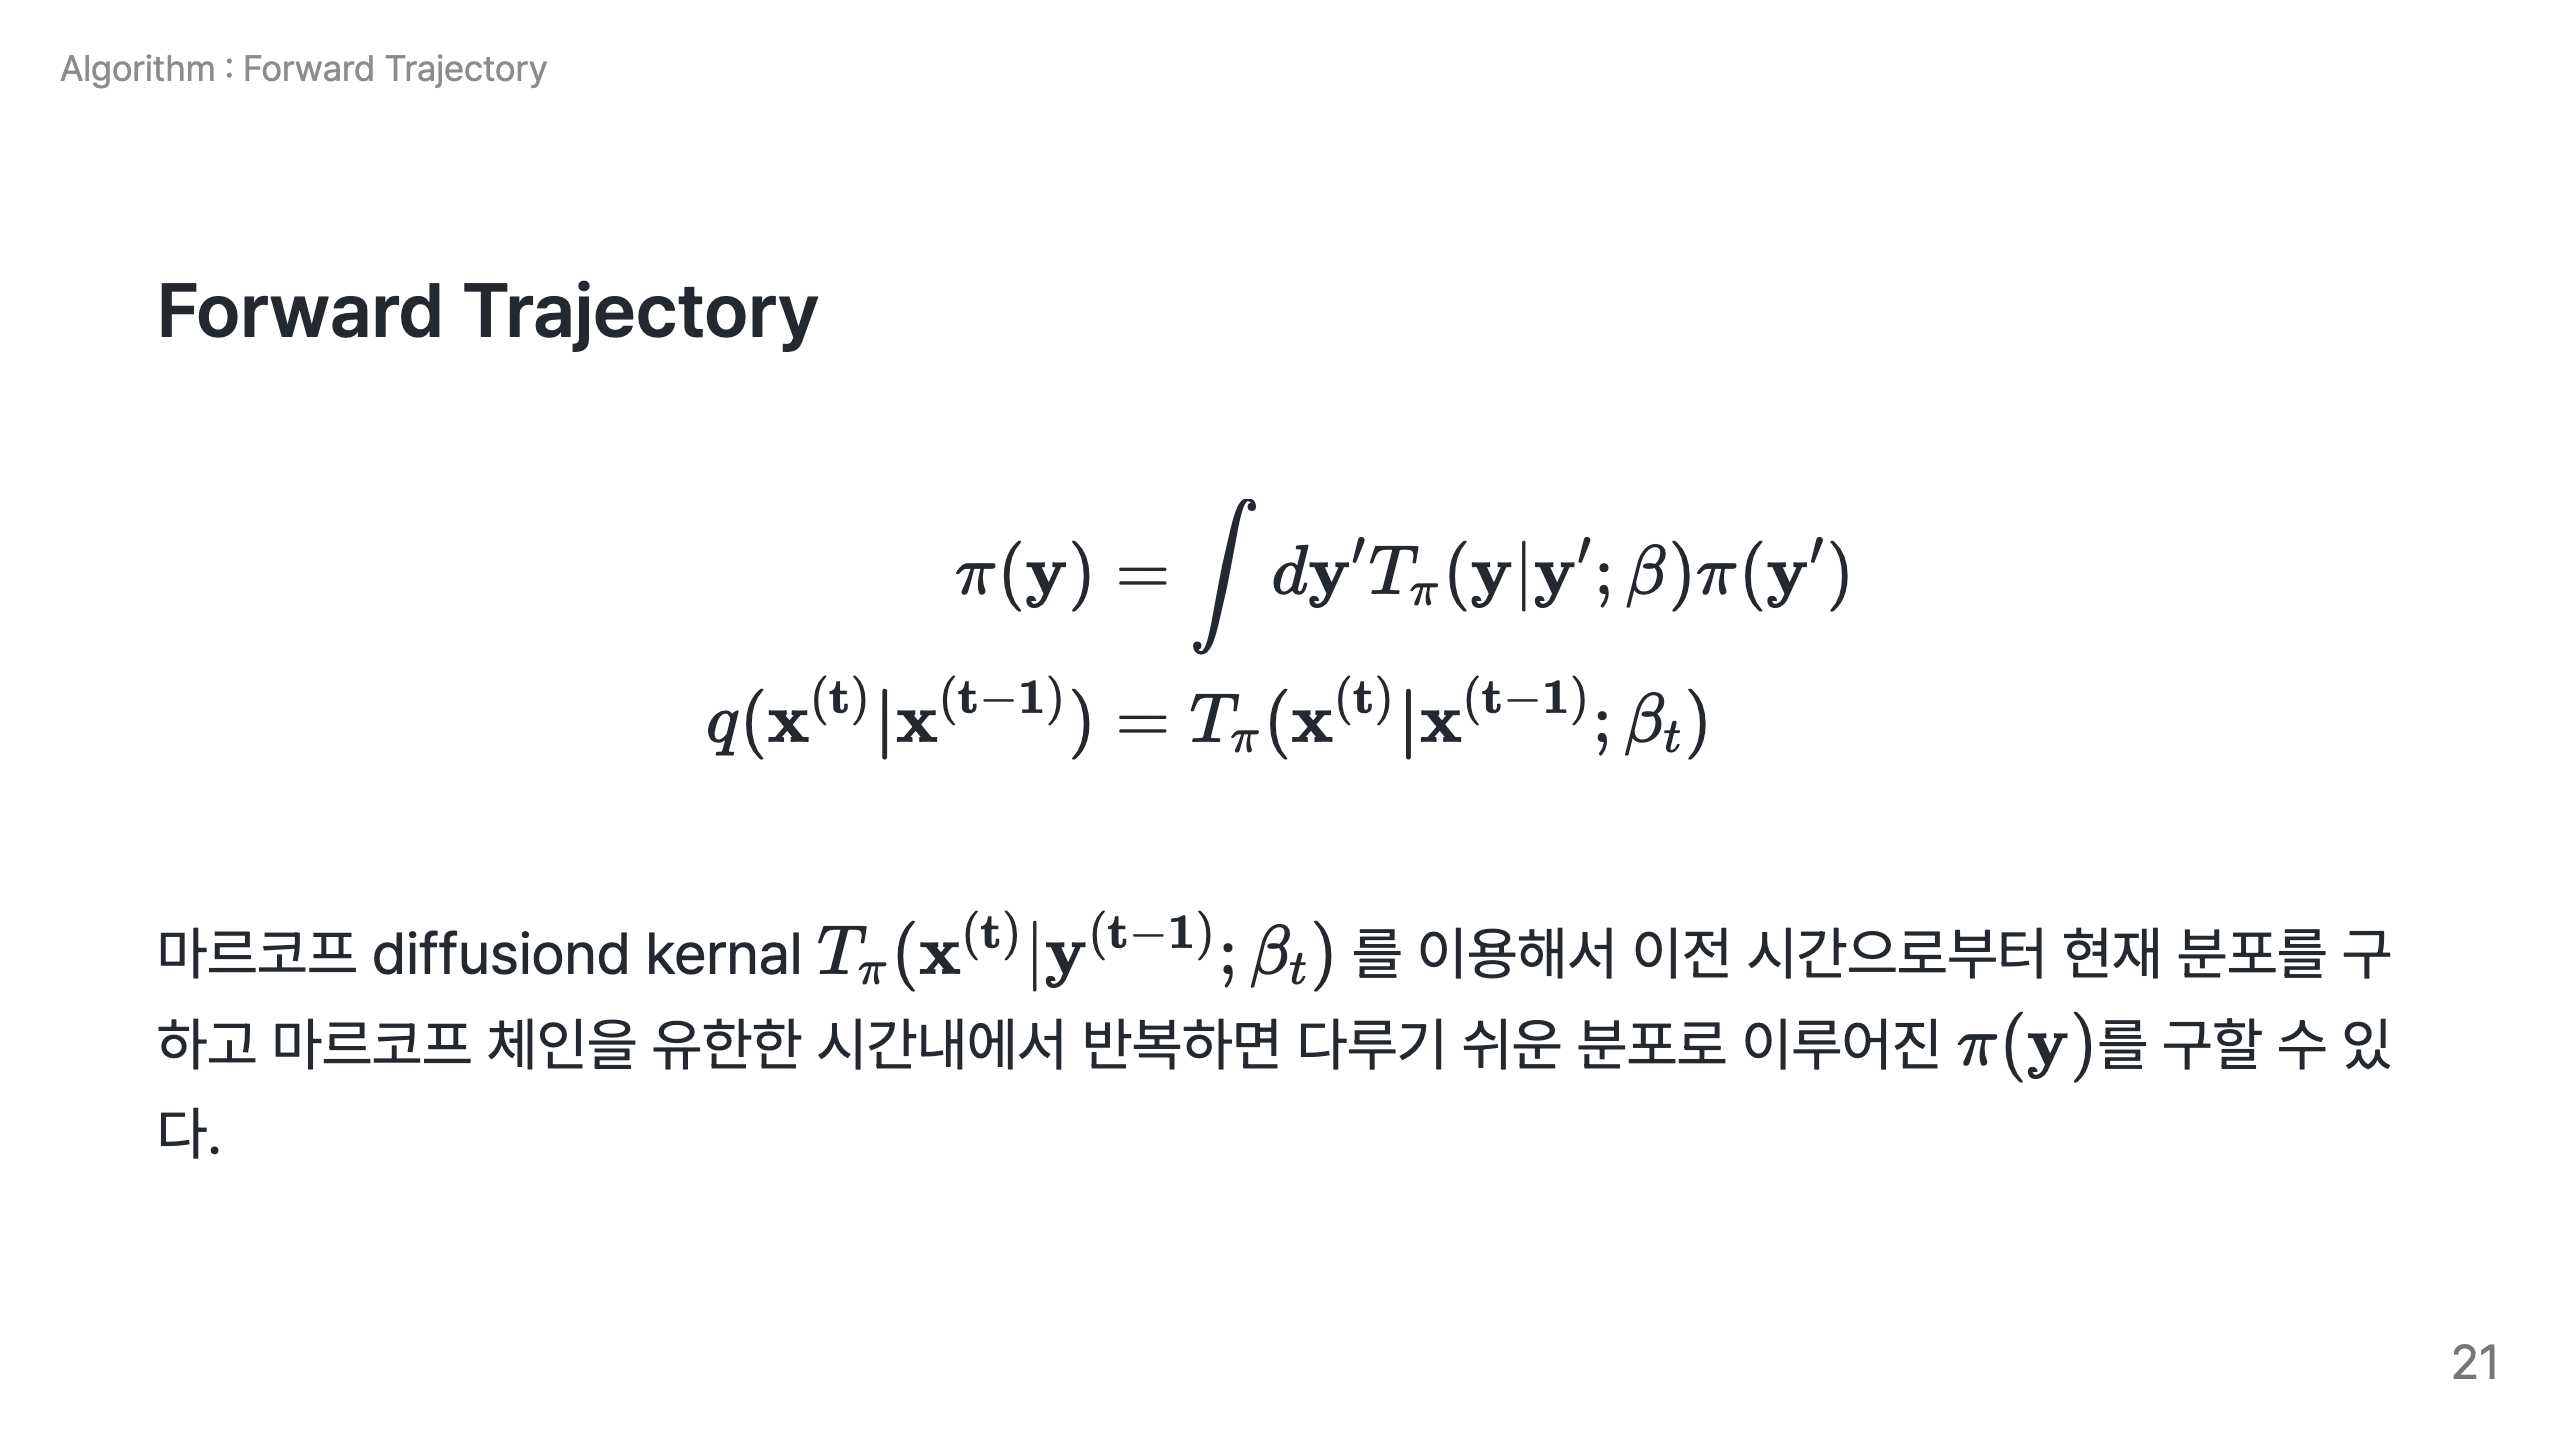 Algorithm : Forward Trajectory
Forward Trajectory
π(𝐲) = ∫ d𝐲′T_π(𝐲|𝐲′; β)π(𝐲′)
q(𝐱^(𝐭)|𝐱^(𝐭−𝟏)) = T_π(𝐱^(𝐭)|𝐱^(𝐭−𝟏); β_t)
마르코프 diffusiond kernal T_π(𝐱^(𝐭)|𝐲^(𝐭−𝟏); β_t) 를 이용해서 이전 시간으로부터 현재 분포를 구
하고 마르코프 체인을 유한한 시간내에서 반복하면 다루기 쉬운 분포로 이루어진 π(𝐲)를 구할 수 있
다.
21